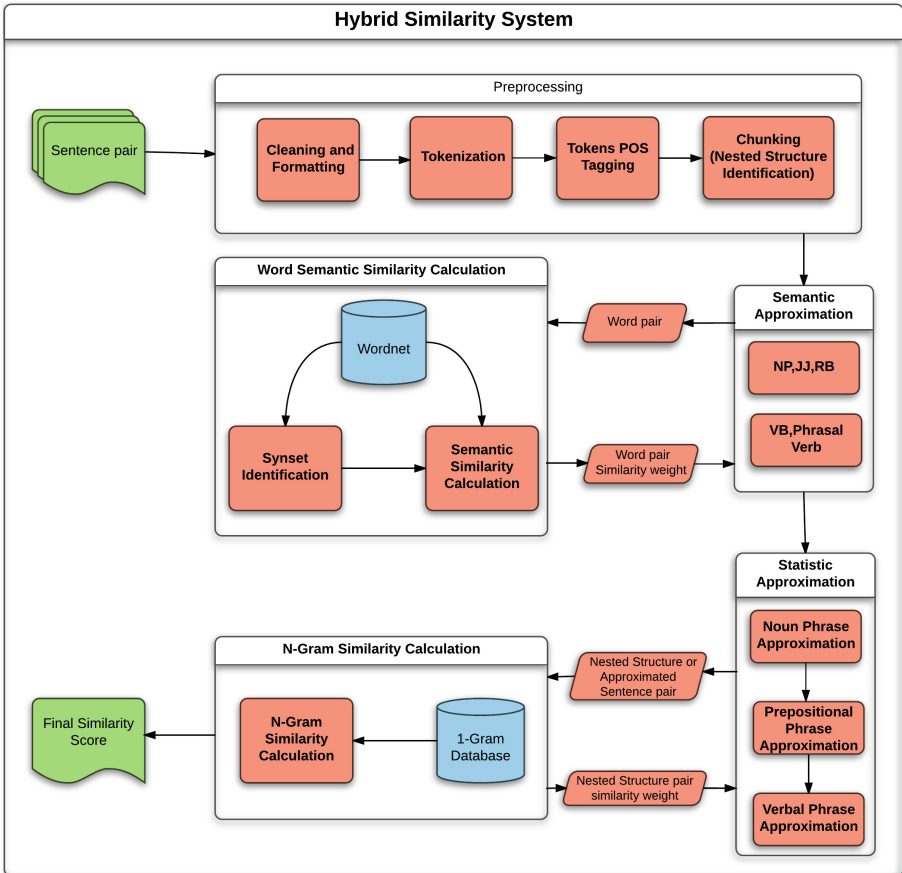 Hybrid Similarity System
Preprocessing
Sentence pair
Cleaning and
Formatting
Tokenization
Tokens POS
Tagging
Chunking
(Nested Structure
Identification)
Word Semantic Similarity Calculation
Wordnet
Synset
Identification
Semantic
Similarity
Calculation
Word pair
Word pair
Similarity weight
Semantic
Approximation
NP,JJ,RB
VB,Phrasal
Verb
Statistic
Approximation
Noun Phrase
Approximation
Prepositional
Phrase
Approximation
Verbal Phrase
Approximation
Nested Structure or
Approximated
Sentence pair
Nested Structure pair
similarity weight
N-Gram Similarity Calculation
N-Gram
Similarity
Calculation
1-Gram
Database
Final Similarity
Score